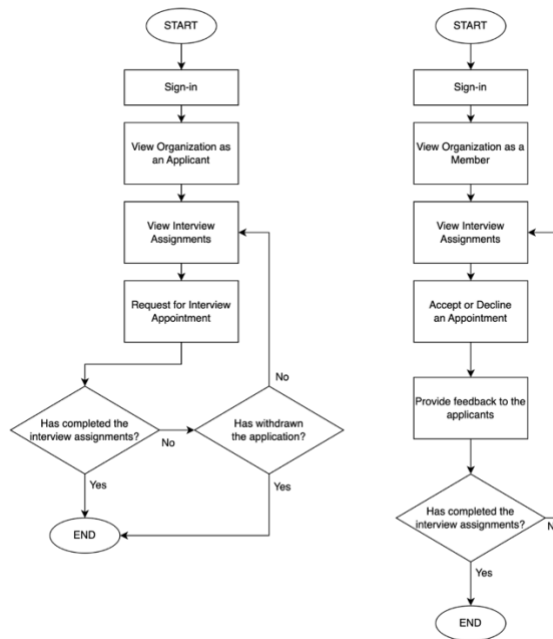 START
Sign-in
View Organization as
an Applicant
View Interview
Assignments
Request for Interview
Appointment
Has completed the
interview assignments?
No
Has withdrawn
the application?
No
Yes
Yes
END
START
Sign-in
View Organization as a
Member
View Interview
Assignments
Accept or Decline
an Appointment
Provide feedback to the
applicants
Has completed the
interview assignments?
Yes
END